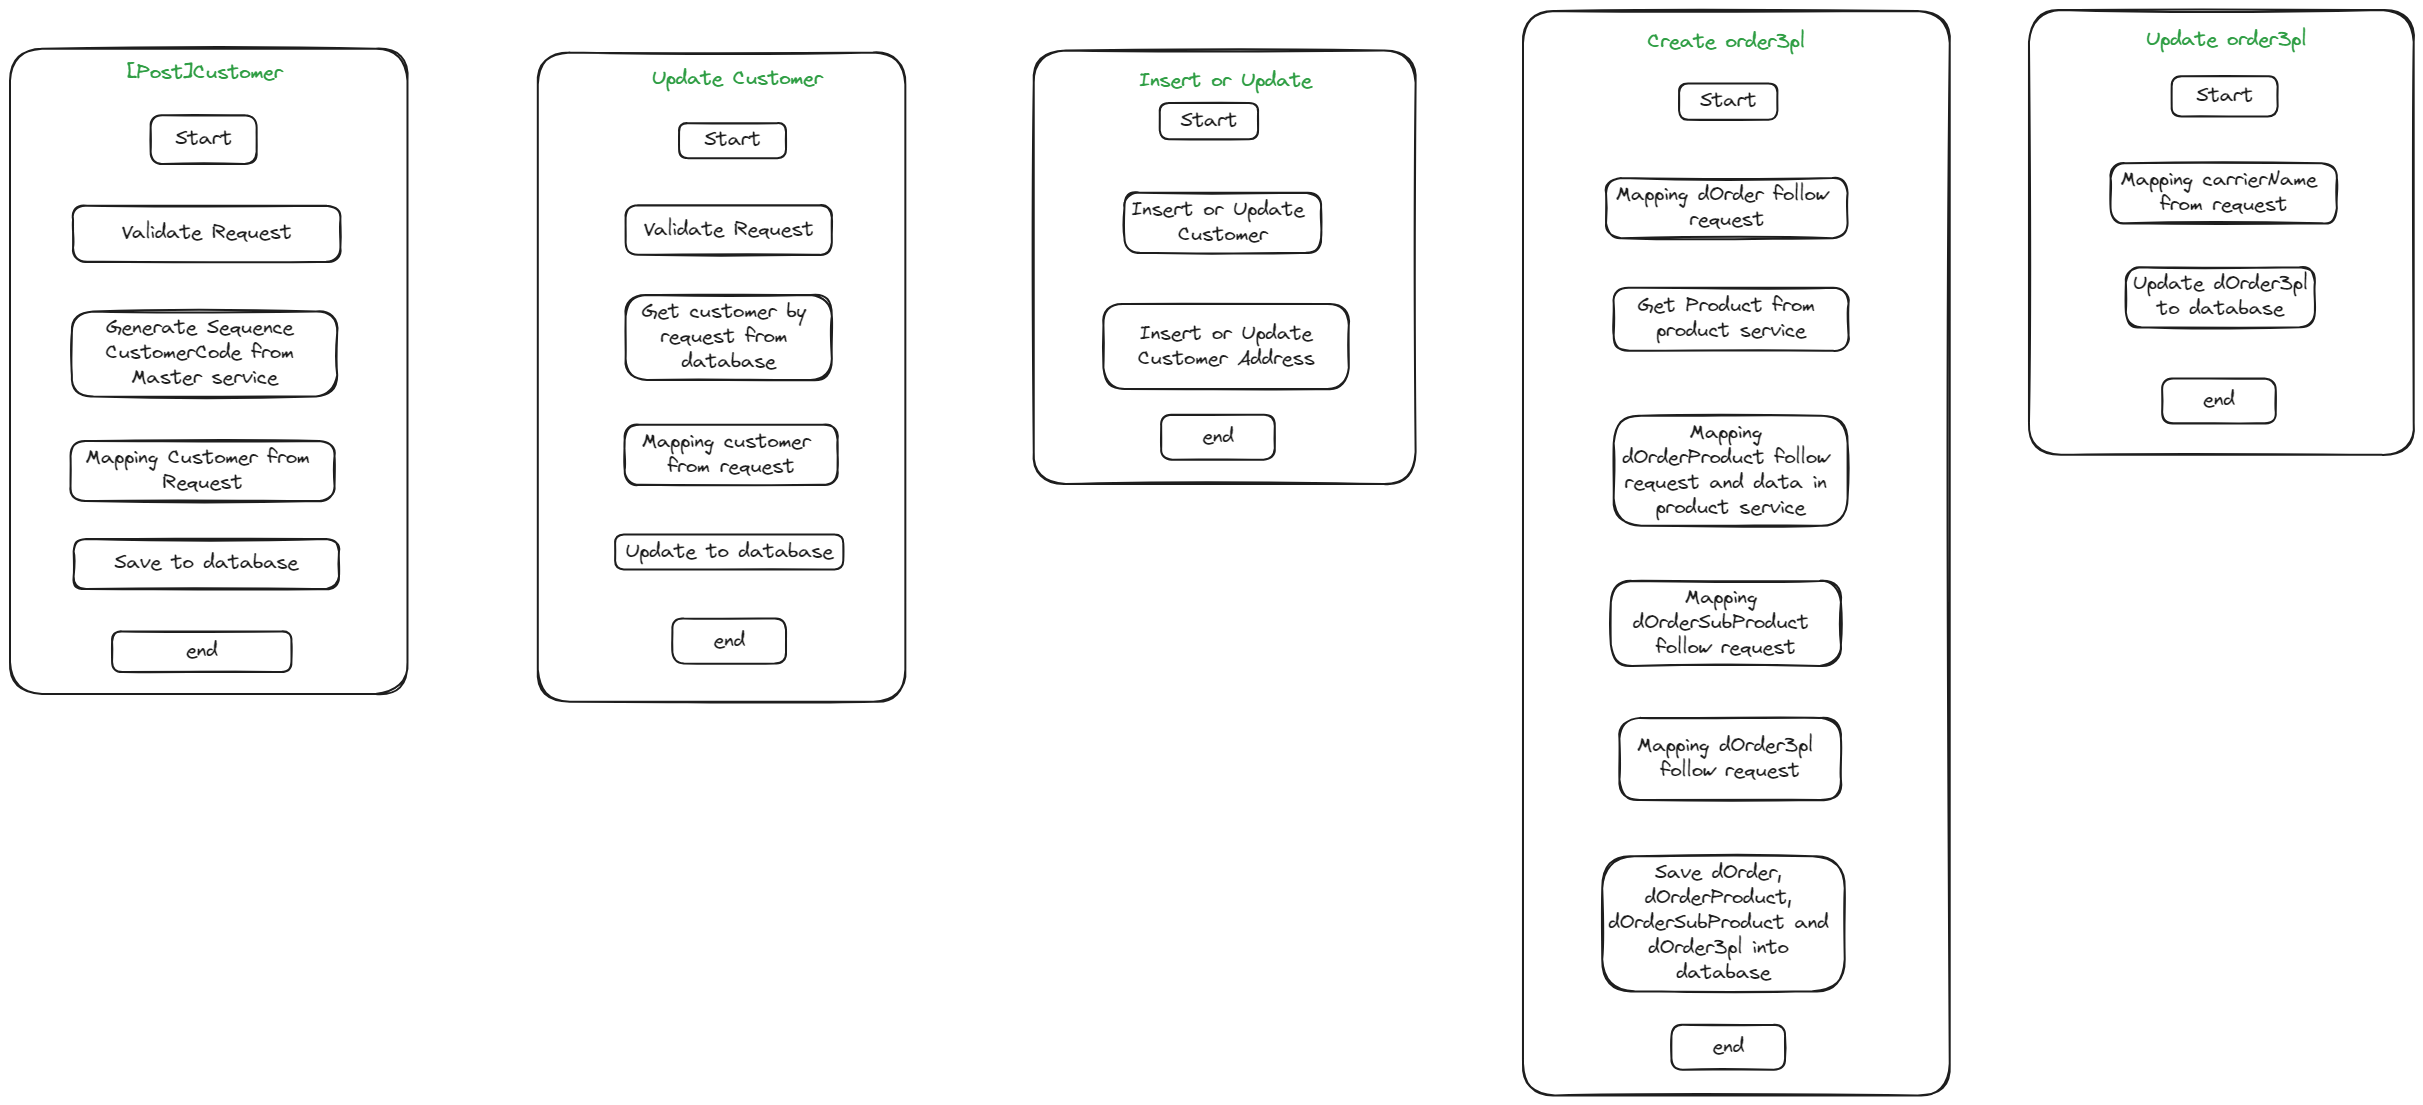 [Post]Customer
Start
Validate Request
Generate Sequence
CustomerCode from
Master service
Mapping Customer from
Request
Save to database
end
Update Customer
Start
Validate Request
Get customer by
request from
database
Mapping customer
from request
Update to database
end
Insert or Update
Start
Insert or Update
Customer
Insert or Update
Customer Address
end
Create order3pl
Start
Mapping dOrder follow
request
Get Product from
product service
Mapping
dOrderProduct follow
request and data in
product service
Mapping
dOrderSubProduct
follow request
Mapping dOrder3pl
follow request
Save dOrder,
dOrderProduct,
dOrderSubProduct and
dOrder3pl into
database
end
Update order3pl
Start
Mapping carrierName
from request
Update dOrder3pl
to database
end